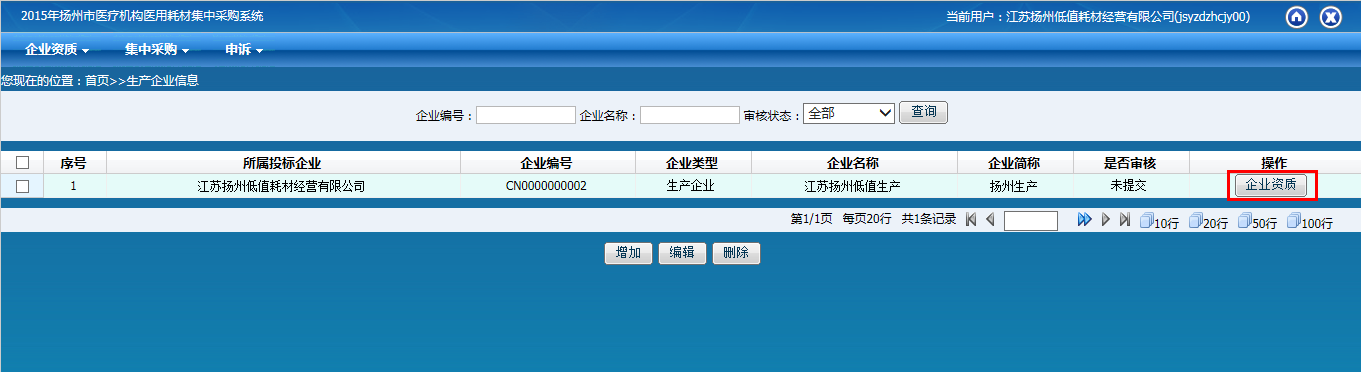 2015年扬州市医疗机构医用耗材集中采购系统 当前用户：江苏扬州低值耗材经营有限公司(jsyzdzhcjy00)
企业资质 集中采购 申诉
您现在的位置：首页>>生产企业信息
企业编号： 企业名称： 审核状态： 全部 查询
序号 所属投标企业 企业编号 企业类型 企业名称 企业简称 是否审核 操作
1 江苏扬州低值耗材经营有限公司 CN0000000002 生产企业 江苏扬州低值生产 扬州生产 未提交 企业资质
第1/1页 每页20行 共1条记录 10行 20行 50行 100行
增加 编辑 删除